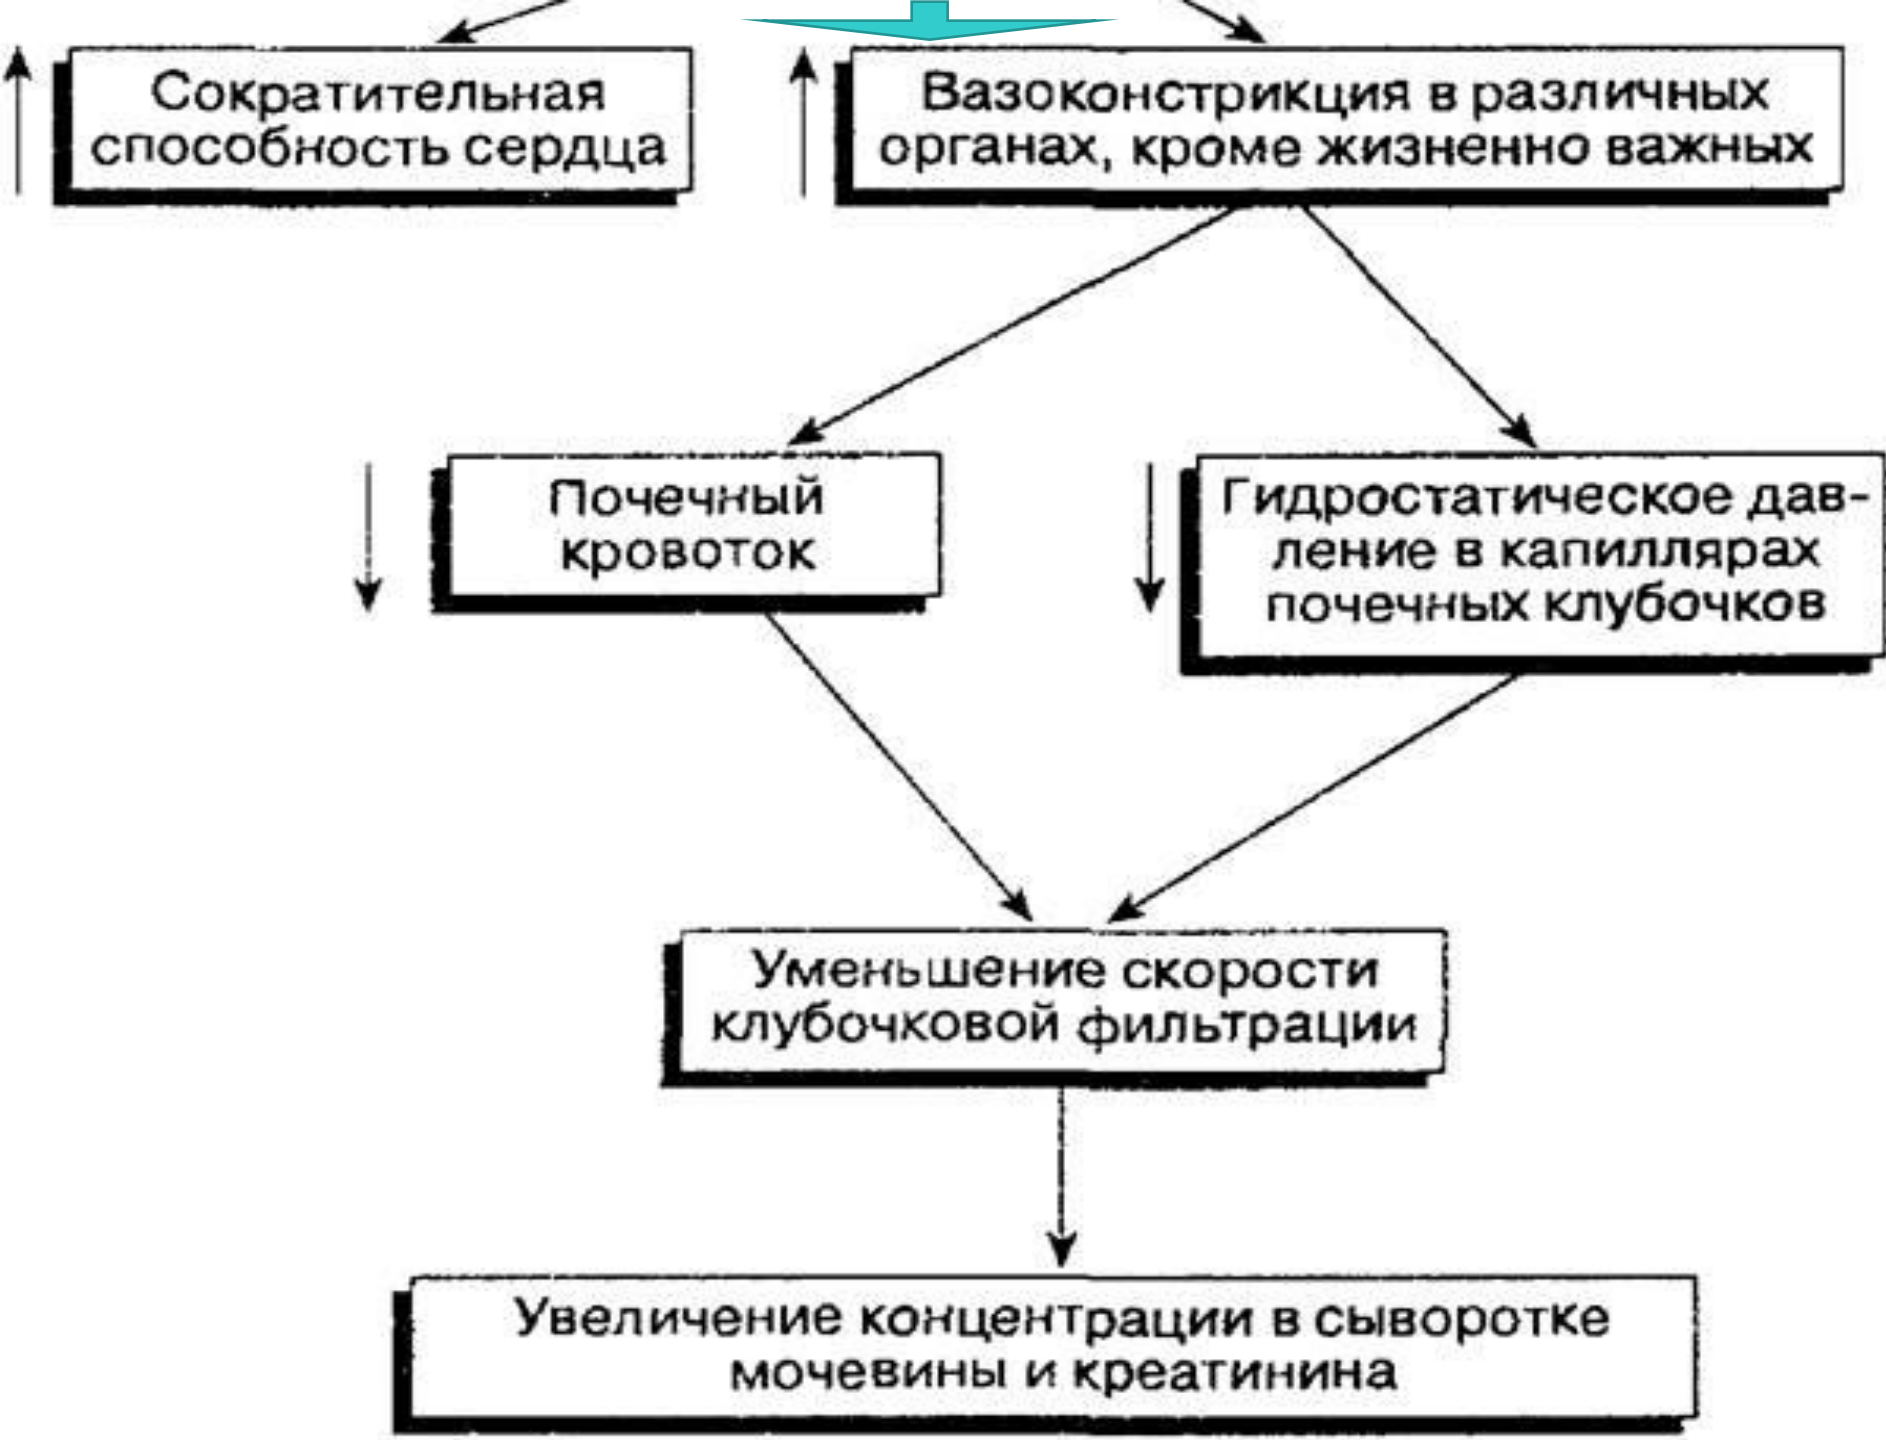 Сократительная
способность сердца
Вазоконстрикция в различных
органах, кроме жизненно важных
Почечный
кровоток
Гидростатическое дав-
ление в капиллярах
почечных клубочков
Уменьшение скорости
клубочковой фильтрации
Увеличение концентрации в сыворотке
мочевины и креатинина